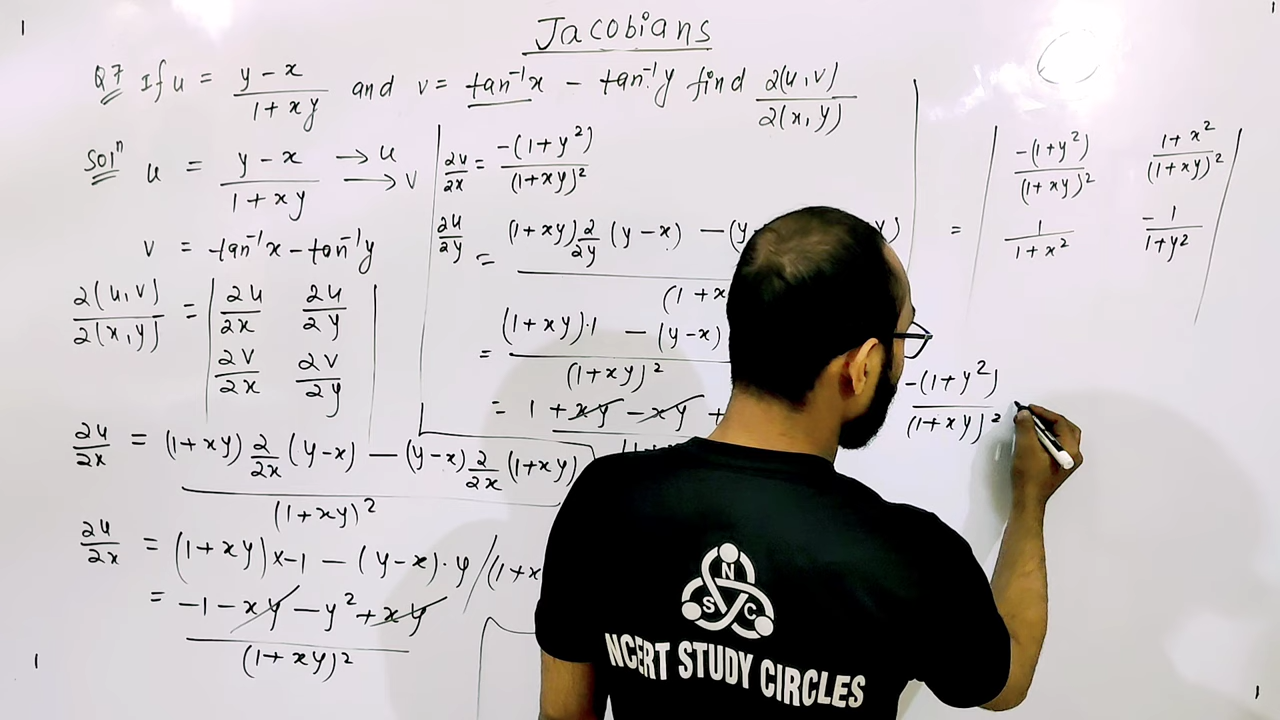 Jacobians
Q7 If u = (y-x)/(1+xy) and v = tan⁻¹x - tan⁻¹y find ∂(u,v)/∂(x,y)
Solⁿ u = (y-x)/(1+xy) → u
→ v
v = tan⁻¹x - tan⁻¹y
∂(u,v)/∂(x,y) = | ∂u/∂x ∂u/∂y |
| ∂v/∂x ∂v/∂y |
∂u/∂x = (1+xy) ∂/∂x (y-x) - (y-x) ∂/∂x (1+xy)
(1+xy)²
∂u/∂x = (1+xy)x-1 - (y-x)·y /(1+x
= -1-xy-y²+xy
(1+xy)²
∂u/∂x = -(1+y²)/(1+xy)²
∂u/∂y = (1+xy) ∂/∂y (y-x) - (y
(1+x
= (1+xy)·1 - (y-x)
(1+xy)²
= 1+xy-xy+
= | -(1+y²)/(1+xy)² 1+x²/(1+xy)² |
| 1/(1+x²) -1/(1+y²) |
-(1+y²)/(1+xy)²
N
S C
NCERT STUDY CIRCLES